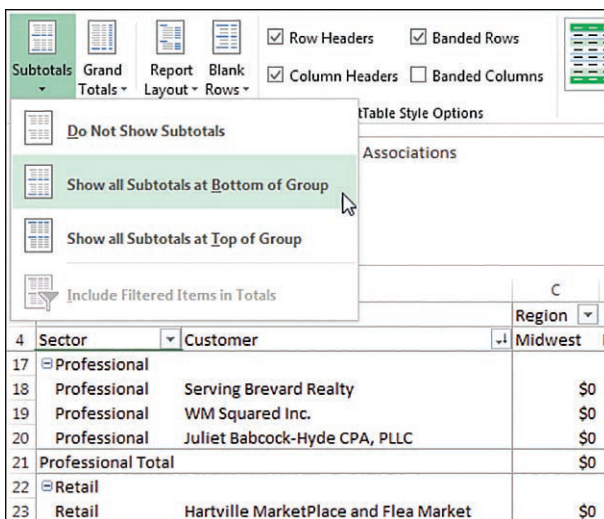 Subtotals Grand Totals Report Layout Blank Rows
Row Headers Banded Rows
Column Headers Banded Columns
tTable Style Options
Do Not Show Subtotals
Associations
Show all Subtotals at Bottom of Group
Show all Subtotals at Top of Group
Include Filtered Items in Totals
C
Region
4 Sector Customer Midwest
17 Professional
18 Professional Serving Brevard Realty $0
19 Professional WM Squared Inc. $0
20 Professional Juliet Babcock-Hyde CPA, PLLC $0
21 Professional Total $0
22 Retail
23 Retail Hartville MarketPlace and Flea Market $0